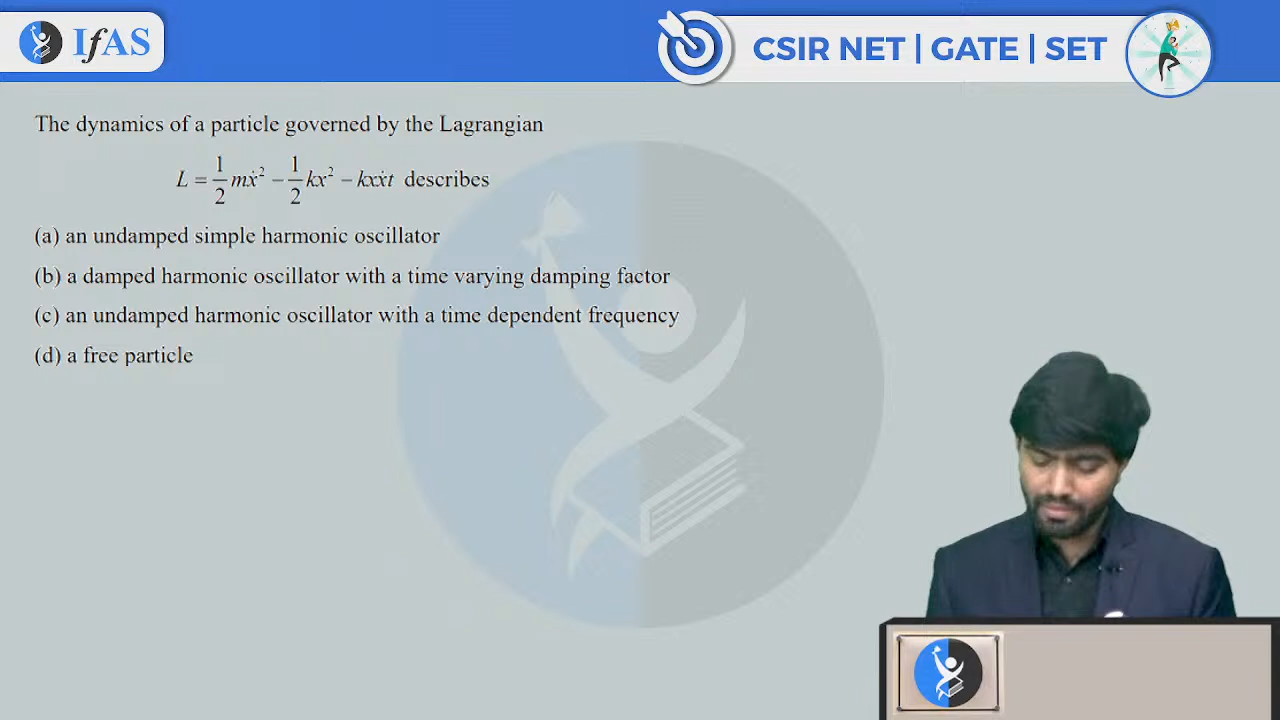 IfAS
CSIR NET | GATE | SET
The dynamics of a particle governed by the Lagrangian
L = \frac{1}{2}mẋ² − \frac{1}{2}kx² − kxẋt describes
(a) an undamped simple harmonic oscillator
(b) a damped harmonic oscillator with a time varying damping factor
(c) an undamped harmonic oscillator with a time dependent frequency
(d) a free particle